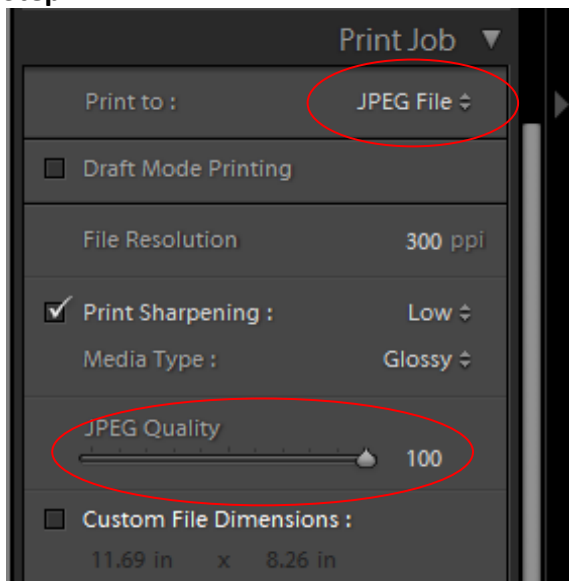 Print Job
Print to : JPEG File
Draft Mode Printing
File Resolution 300 ppi
Print Sharpening : Low
Media Type : Glossy
JPEG Quality
100
Custom File Dimensions :
11.69 in x 8.26 in